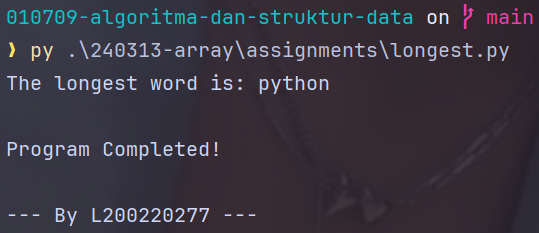 010709-algoritma-dan-struktur-data on main
❯ py .\240313-array\assignments\longest.py
The longest word is: python
Program Completed!
--- By L200220277 ---